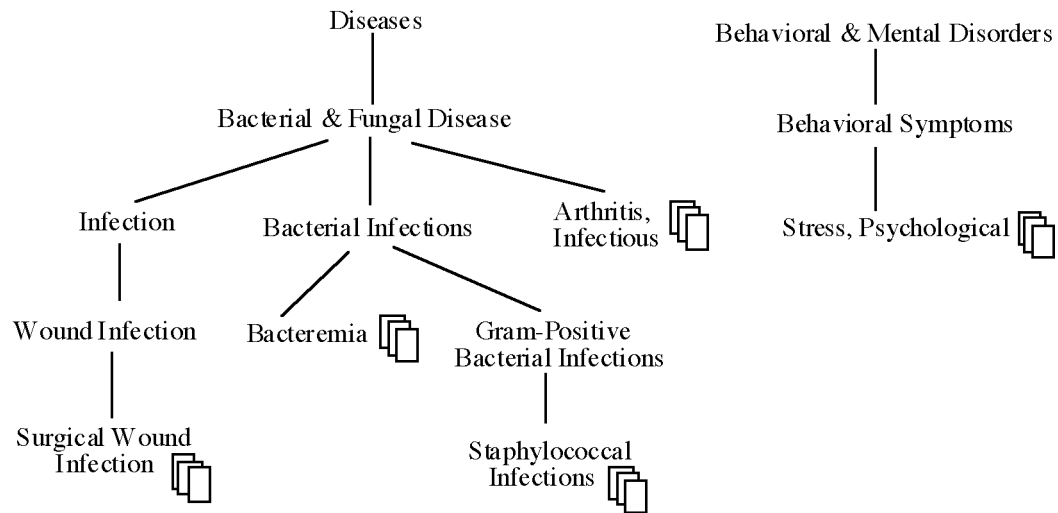 Diseases
Behavioral & Mental Disorders
Bacterial & Fungal Disease
Behavioral Symptoms
Infection
Bacterial Infections
Arthritis,
Infectious
Stress, Psychological
Wound Infection
Bacteremia
Gram-Positive
Bacterial Infections
Surgical Wound
Infection
Staphylococcal
Infections